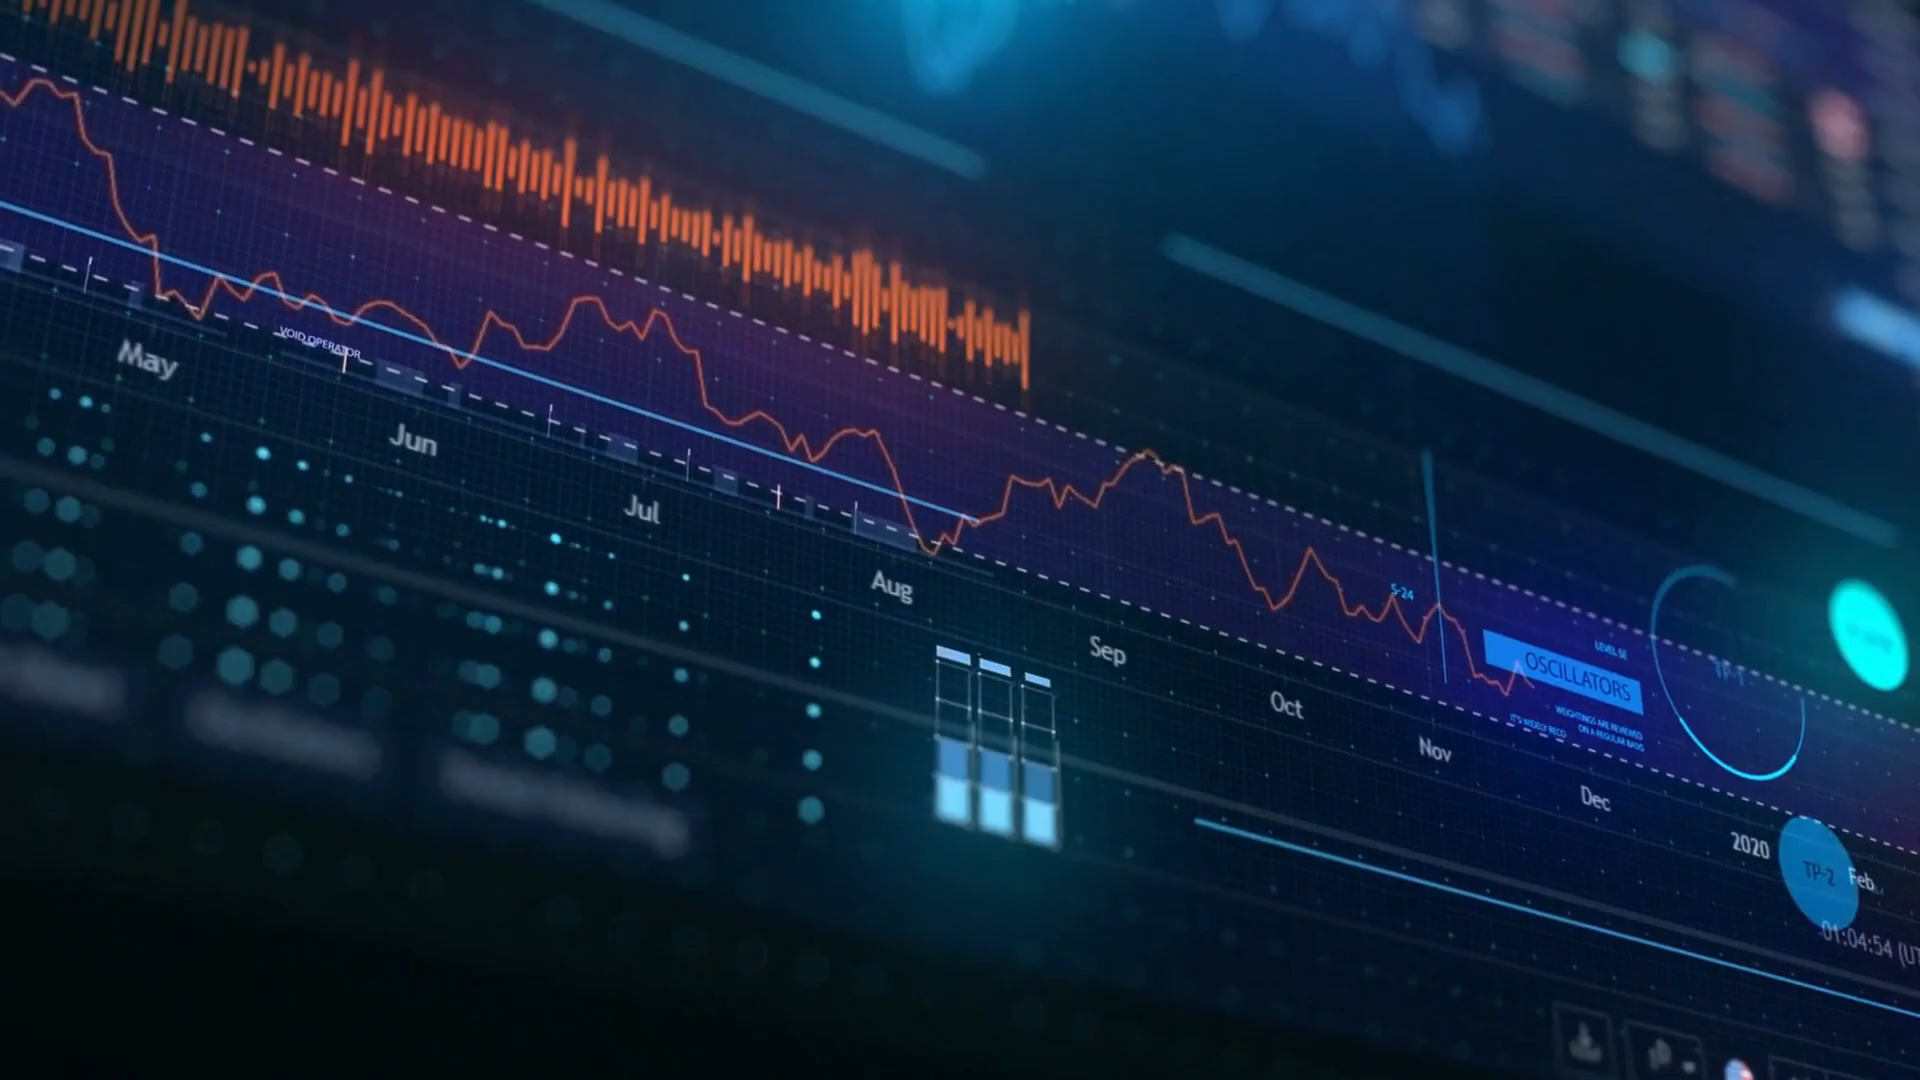 VOID OPERATOR
May
Jun
Jul
Aug
Sep
Oct
Nov
Dec
2020
Feb
S-24
LEVEL SE
OSCILLATORS
WEIGHTINGS ARE REVIEWED
ON A REGULAR BASIS
IT'S WIDELY RECO
TP-1
TP-2
01:04:54 (UT